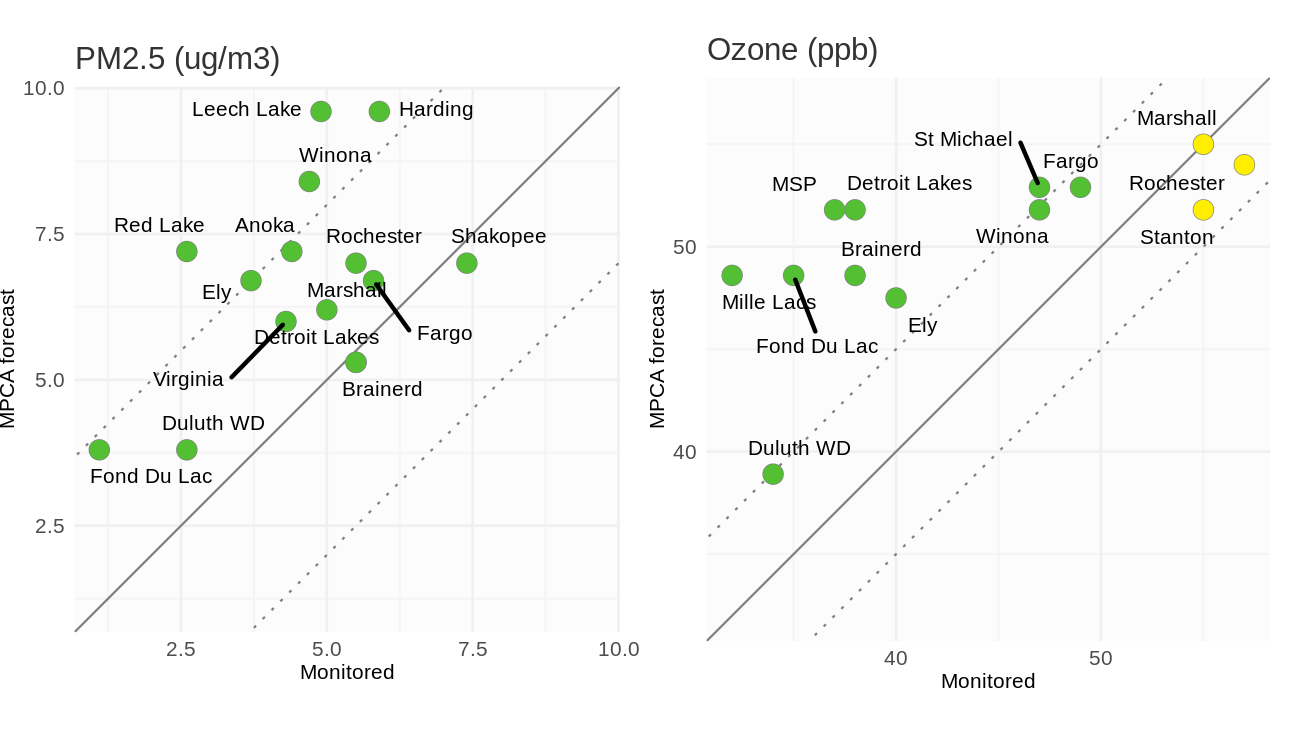 PM2.5 (ug/m3)
10.0
7.5
5.0
2.5
MPCA forecast
Leech Lake
Harding
Winona
Red Lake
Anoka
Rochester
Shakopee
Ely
Marshall
Detroit Lakes
Fargo
Virginia
Brainerd
Duluth WD
Fond Du Lac
2.5
5.0
7.5
10.0
Monitored
Ozone (ppb)
50
40
MPCA forecast
Marshall
St Michael
Fargo
MSP
Detroit Lakes
Rochester
Winona
Stanton
Brainerd
Mille Lacs
Ely
Fond Du Lac
Duluth WD
40
50
Monitored